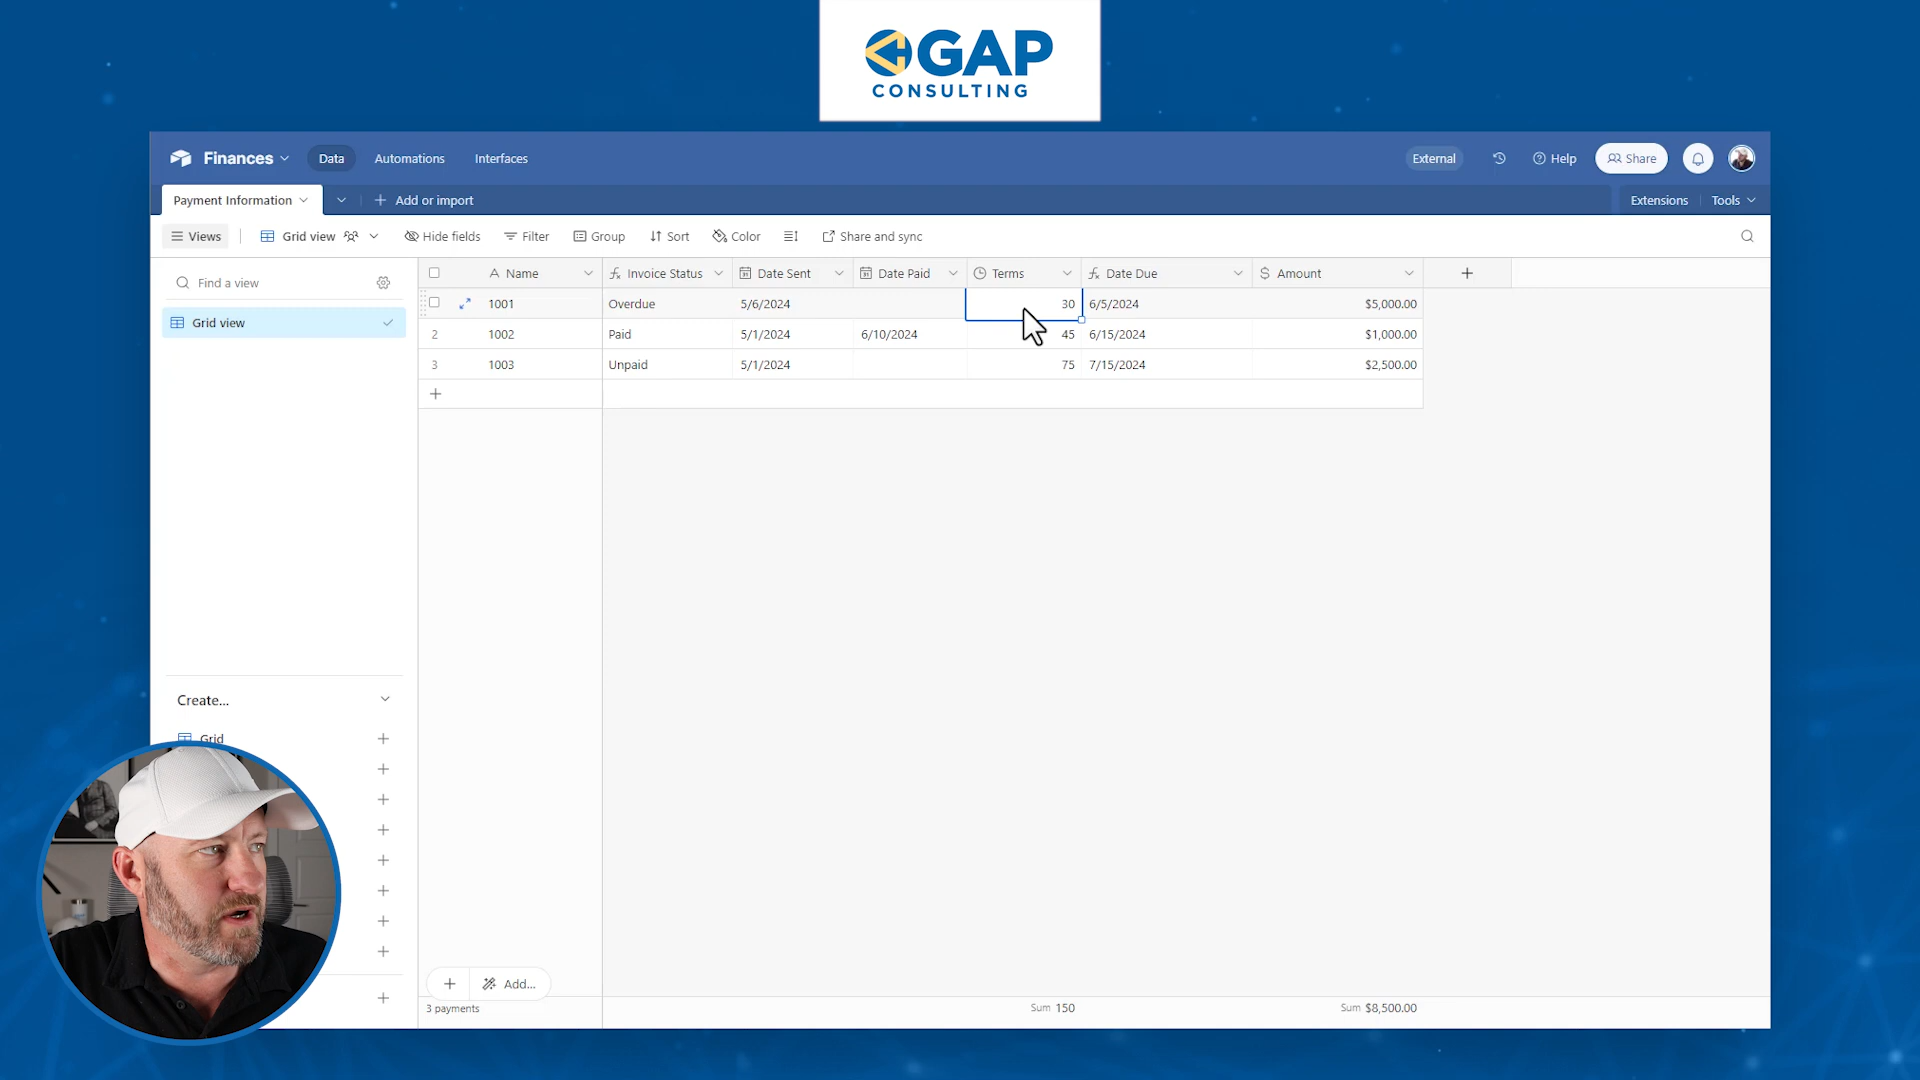 GAP
CONSULTING
Finances
Data
Automations
Interfaces
External
Help
Share
Payment Information
Add or import
Extensions
Tools
Views
Grid view
Hide fields
Filter
Group
Sort
Color
Share and sync
Find a view
Grid view
Create...
Grid
Name Invoice Status Date Sent Date Paid Terms Date Due Amount
1001 Overdue 5/6/2024 30 6/5/2024 $5,000.00
2 1002 Paid 5/1/2024 6/10/2024 45 6/15/2024 $1,000.00
3 1003 Unpaid 5/1/2024 75 7/15/2024 $2,500.00
Add...
3 payments Sum 150 Sum $8,500.00